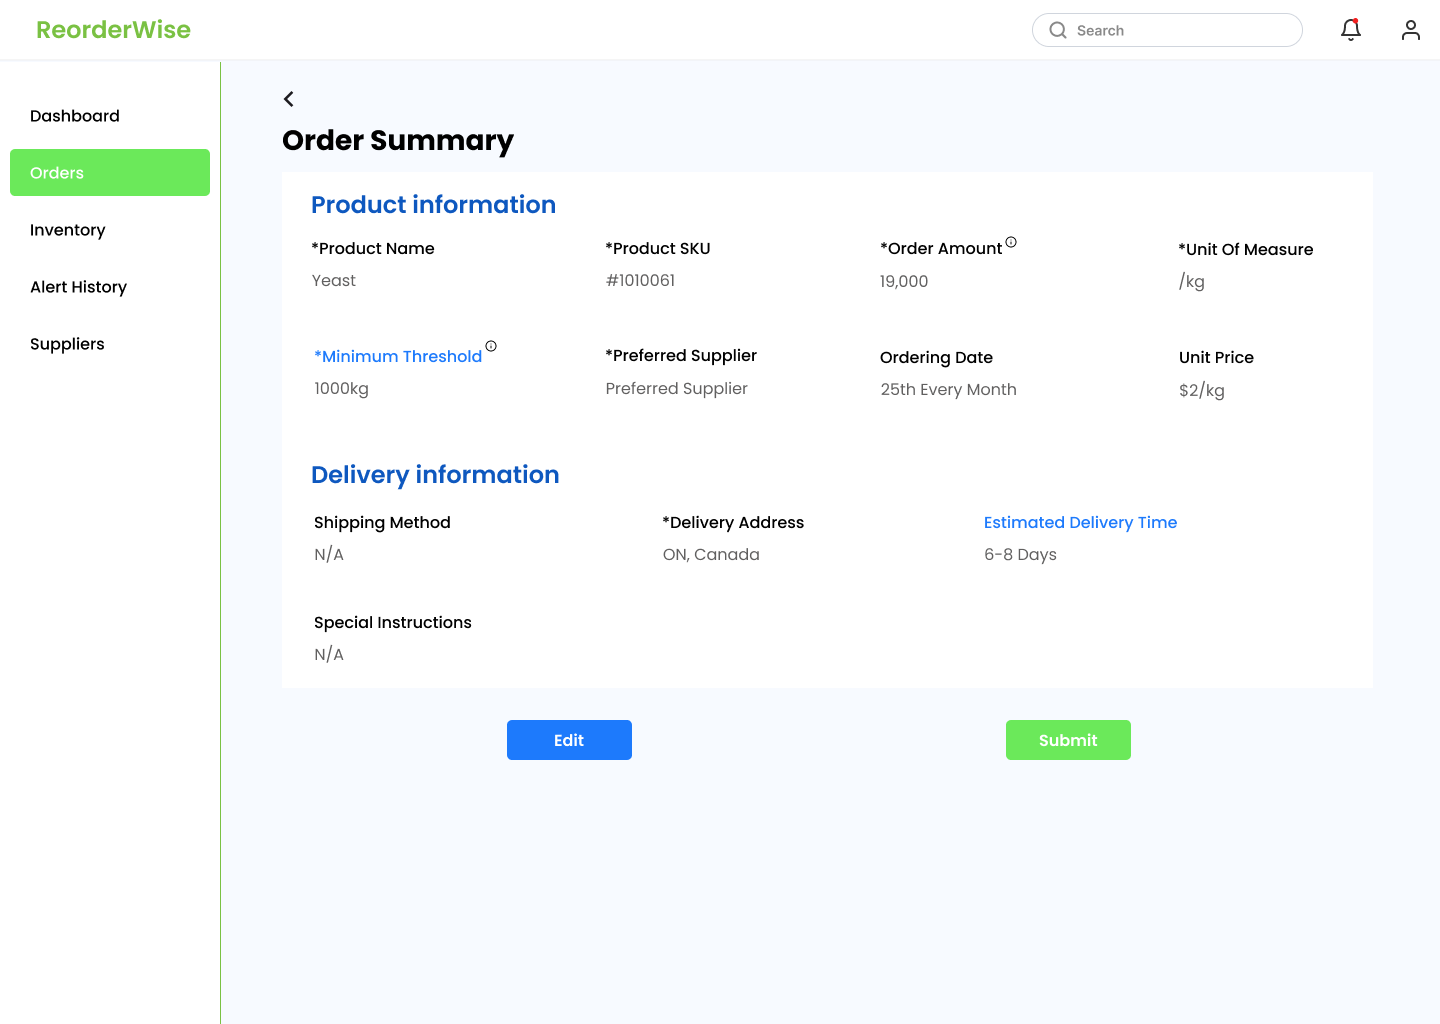 ReorderWise
Search
Dashboard
Orders
Inventory
Alert History
Suppliers
Order Summary
Product information
*Product Name
*Product SKU
*Order Amount
*Unit Of Measure
Yeast
#1010061
19,000
/kg
*Minimum Threshold
*Preferred Supplier
Ordering Date
Unit Price
1000kg
Preferred Supplier
25th Every Month
$2/kg
Delivery information
Shipping Method
*Delivery Address
Estimated Delivery Time
N/A
ON, Canada
6-8 Days
Special Instructions
N/A
Edit
Submit